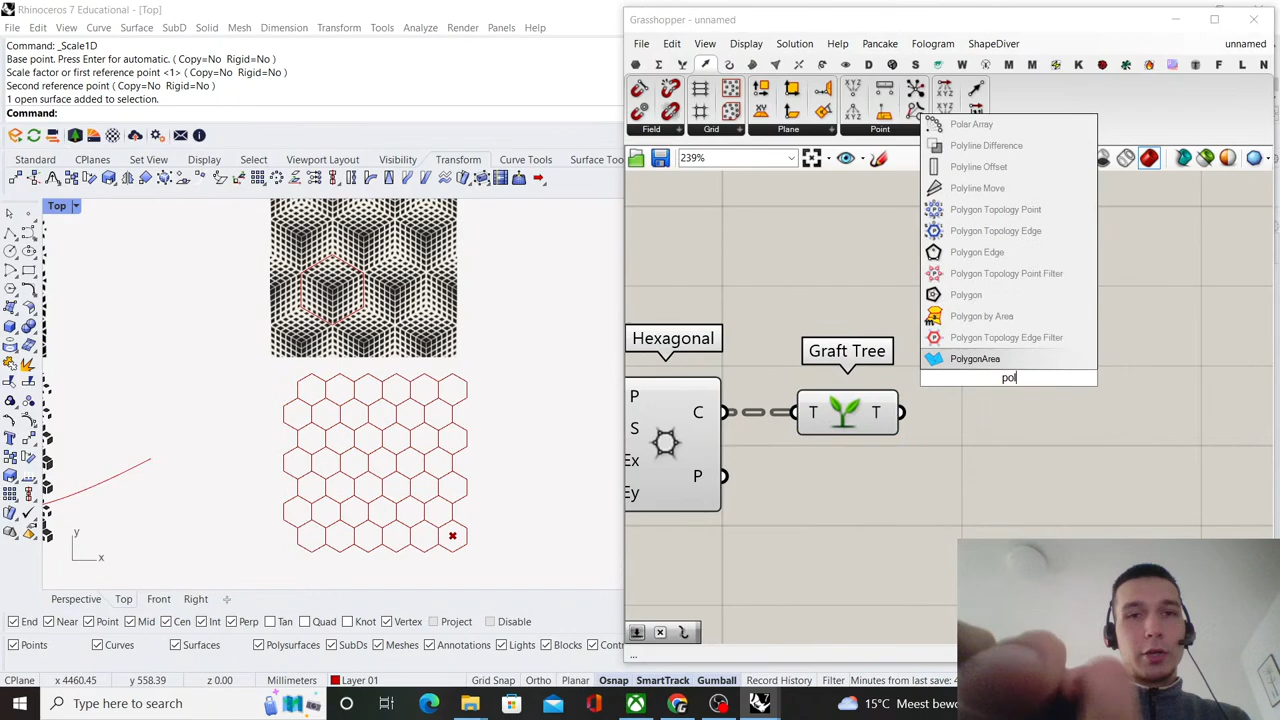 Rhinoceros 7 Educational - [Top]
File Edit View Curve Surface SubD Solid Mesh Dimension Transform Tools Analyze Render Panels Help
Command: _Scale1D
Base point. Press Enter for automatic. ( Copy=No Rigid=No )
Scale factor or first reference point <1> ( Copy=No Rigid=No )
Second reference point ( Copy=No Rigid=No )
1 open surface added to selection.
Command:
Standard CPlanes Set View Display Select Viewport Layout Visibility Transform Curve Tools Surface Too
Top
y
x
Perspective Top Front Right
End Near Point Mid Cen Int Perp Tan Quad Knot Vertex Project Disable
Points Curves Surfaces Polysurfaces SubDs Meshes Annotations Lights Blocks Contr
CPlane x 4460.45 y 558.39 z 0.00 Millimeters Layer 01 Grid Snap Ortho Planar Osnap SmartTrack Gumball Record History Filter Minutes from last
Grasshopper - unnamed
File Edit View Display Solution Help Pancake Fologram ShapeDiver unnamed
Field Grid Plane Point
239%
Polar Array
Polyline Difference
Polyline Offset
Polyline Move
Polygon Topology Point
Polygon Topology Edge
Polygon Edge
Polygon Topology Point Filter
Polygon
Polygon by Area
Polygon Topology Edge Filter
PolygonArea
pol
Hexagonal
P
S
Ex
Ey
C
P
Graft Tree
T T
...
Type here to search
15°C Meest bew